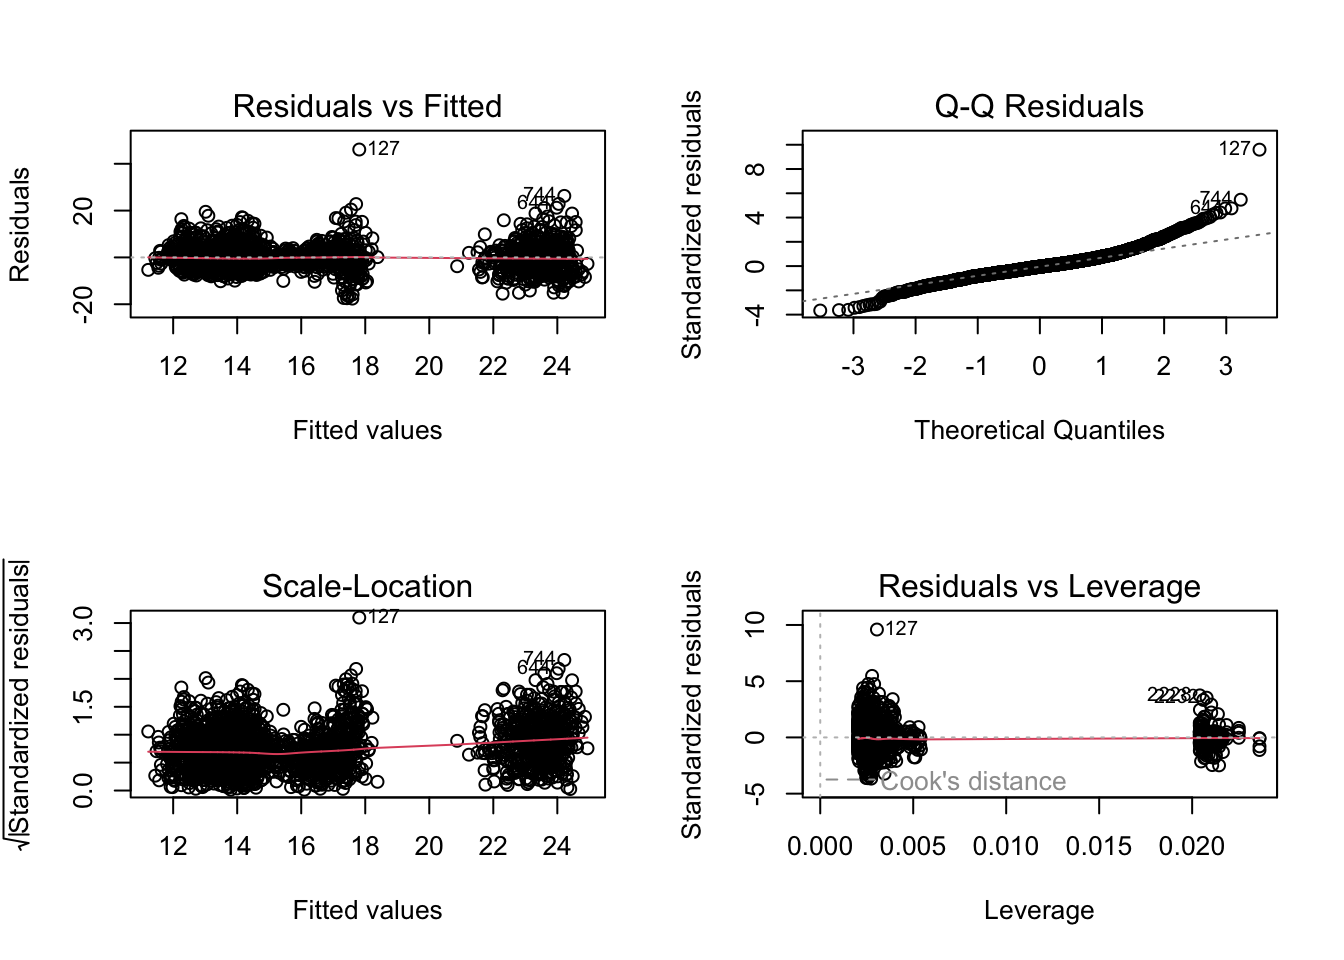 Residuals vs Fitted
Residuals
20
-20
127
744
644
12 14 16 18 20 22 24
Fitted values
Q-Q Residuals
Standardized residuals
8
4
0
-4
127
744
644
-3 -2 -1 0 1 2 3
Theoretical Quantiles
Scale-Location
√|Standardized residuals|
3.0
1.5
0.0
127
744
644
12 14 16 18 20 22 24
Fitted values
Residuals vs Leverage
Standardized residuals
10
5
0
-5
127
Cook's distance
0.000 0.005 0.010 0.015 0.020
Leverage